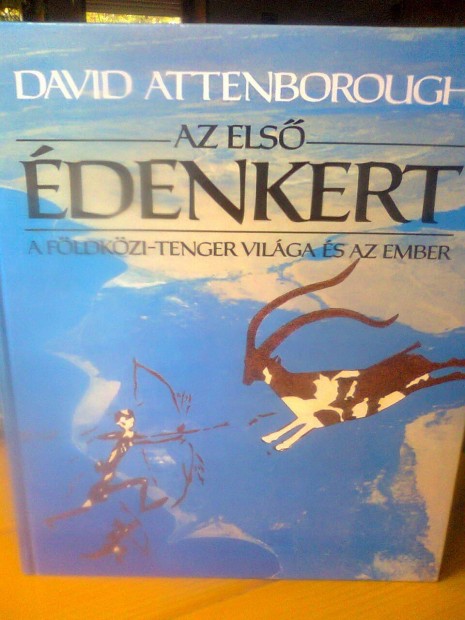 DAVID ATTENBOROUGH
AZ ELSŐ
ÉDENKERT
A FÖLDKÖZI-TENGER VILÁGA ÉS AZ EMBER